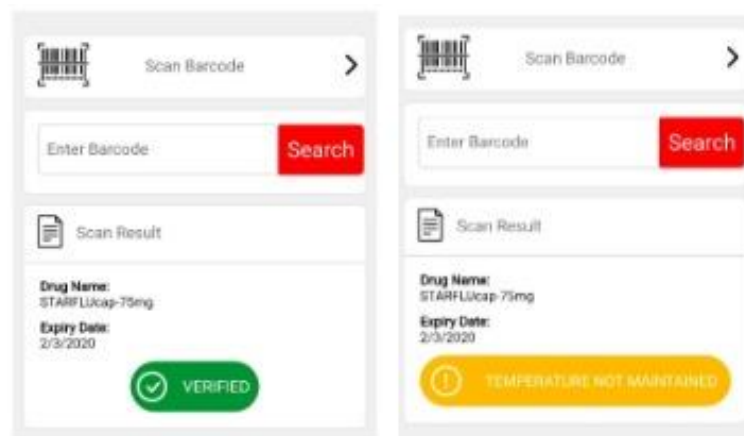 Scan Barcode
Enter Barcode
Search
Scan Result
Drug Name:
STARFLUcap-75mg
Expiry Date:
2/3/2020
VERIFIED
Scan Barcode
Enter Barcode
Search
Scan Result
Drug Name:
STARFLUcap-75mg
Expiry Date:
2/3/2020
TEMPERATURE NOT MAINTAINED